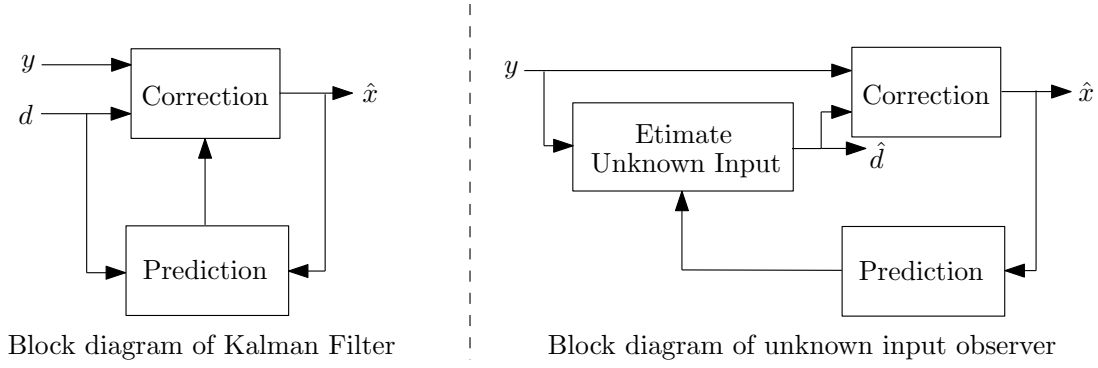 y
Correction
x̂
d
Prediction
Block diagram of Kalman Filter
y
Correction
x̂
Etimate
Unknown Input
d̂
Prediction
Block diagram of unknown input observer